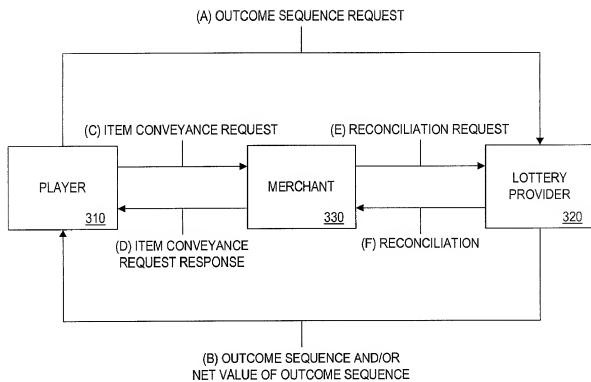 (A) OUTCOME SEQUENCE REQUEST
(C) ITEM CONVEYANCE REQUEST
(E) RECONCILIATION REQUEST
PLAYER
310
MERCHANT
330
LOTTERY
PROVIDER
320
(D) ITEM CONVEYANCE
REQUEST RESPONSE
(F) RECONCILIATION
(B) OUTCOME SEQUENCE AND/OR
NET VALUE OF OUTCOME SEQUENCE